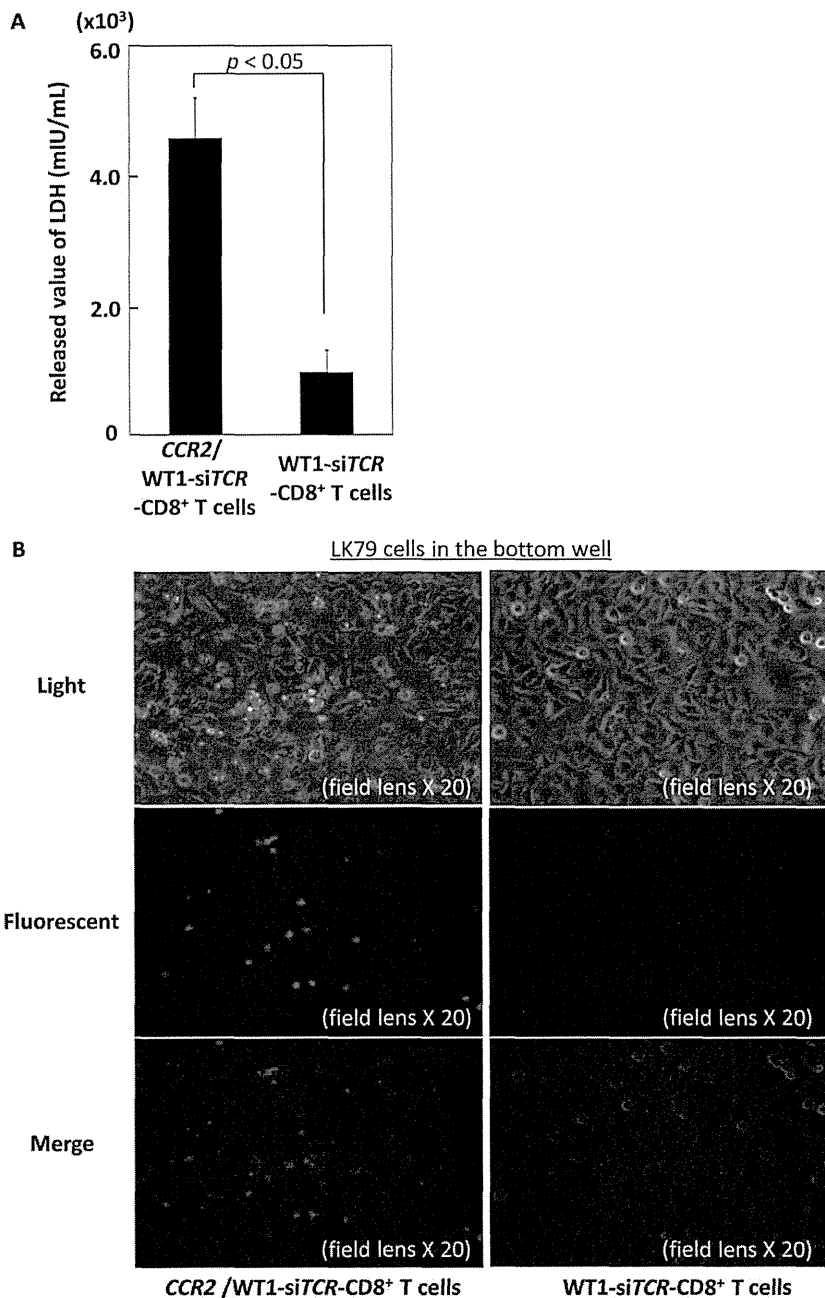 A
(x10³)
6.0
p < 0.05
4.0
2.0
0
Released value of LDH (mIU/mL)
CCR2/
WT1-siTCR
-CD8⁺ T cells
WT1-siTCR
-CD8⁺ T cells
B
LK79 cells in the bottom well
Light
(field lens X 20)
(field lens X 20)
Fluorescent
(field lens X 20)
(field lens X 20)
Merge
(field lens X 20)
(field lens X 20)
CCR2 /WT1-siTCR-CD8⁺ T cells
WT1-siTCR-CD8⁺ T cells